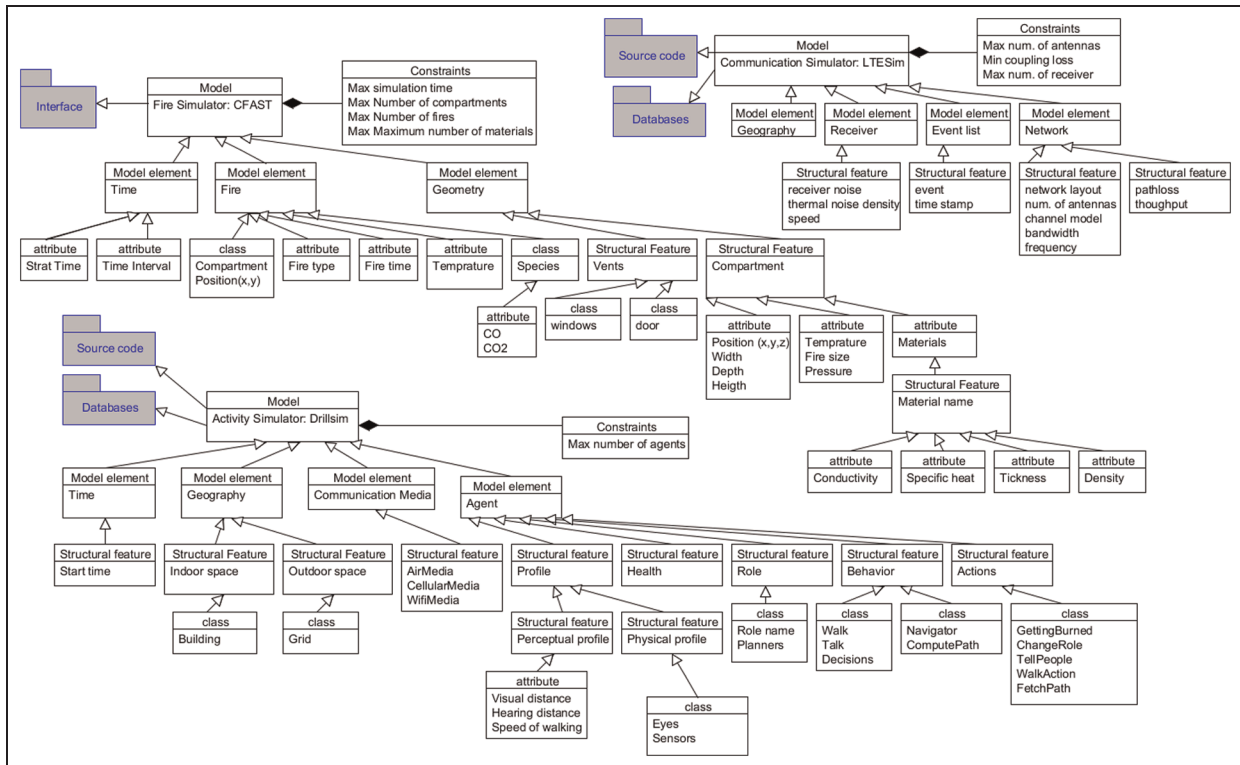 Interface
Model
Fire Simulator: CFAST
Constraints
Max simulation time
Max Number of compartments
Max Number of fires
Max Maximum number of materials
Model element
Time
Model element
Fire
Model element
Geometry
attribute
Strat Time
attribute
Time Interval
class
Compartment
Position(x,y)
attribute
Fire type
attribute
Fire time
attribute
Temprature
class
Species
Structural Feature
Vents
Structural Feature
Compartment
attribute
CO
CO2
class
windows
class
door
attribute
Position (x,y,z)
Width
Depth
Heigth
attribute
Temprature
Fire size
Pressure
attribute
Materials
Structural Feature
Material name
attribute
Conductivity
attribute
Specific heat
attribute
Tickness
attribute
Density
Source code
Databases
Model
Communication Simulator: LTESim
Constraints
Max num. of antennas
Min coupling loss
Max num. of receiver
Model element
Geography
Model element
Receiver
Model element
Event list
Model element
Network
Structural feature
receiver noise
thermal noise density
speed
Structural feature
event
time stamp
Structural feature
network layout
num. of antennas
channel model
bandwidth
frequency
Structural feature
pathloss
thoughput
Source code
Databases
Model
Activity Simulator: Drillsim
Constraints
Max number of agents
Model element
Time
Model element
Geography
Model element
Communication Media
Model element
Agent
Structural feature
Start time
Structural Feature
Indoor space
Structural Feature
Outdoor space
Structural feature
AirMedia
CellularMedia
WifiMedia
Structural feature
Profile
Structural feature
Health
Structural feature
Role
Structural feature
Behavior
Structural feature
Actions
class
Building
class
Grid
Structural feature
Perceptual profile
Structural feature
Physical profile
class
Role name
Planners
class
Walk
Talk
Decisions
class
Navigator
ComputePath
class
GettingBurned
ChangeRole
TellPeople
WalkAction
FetchPath
attribute
Visual distance
Hearing distance
Speed of walking
class
Eyes
Sensors